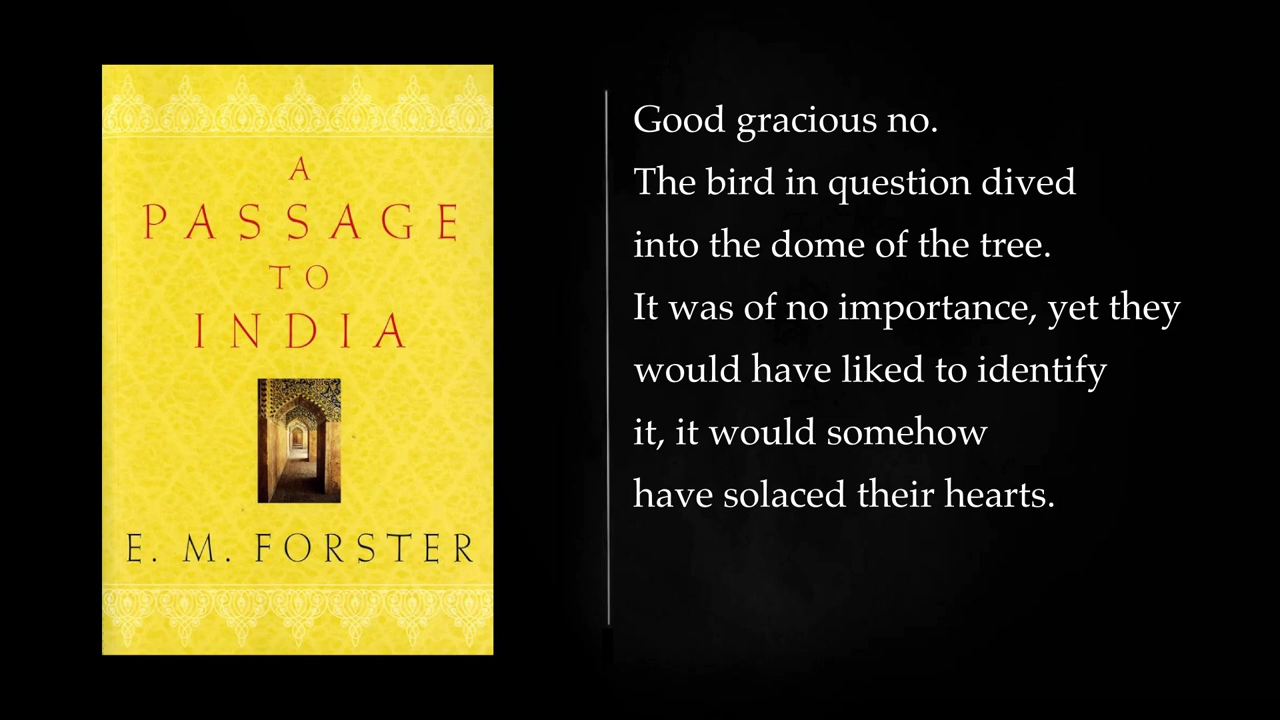 A
PASSAGE
TO
INDIA
E. M. FORSTER
Good gracious no.
The bird in question dived
into the dome of the tree.
It was of no importance, yet they
would have liked to identify
it, it would somehow
have solaced their hearts.